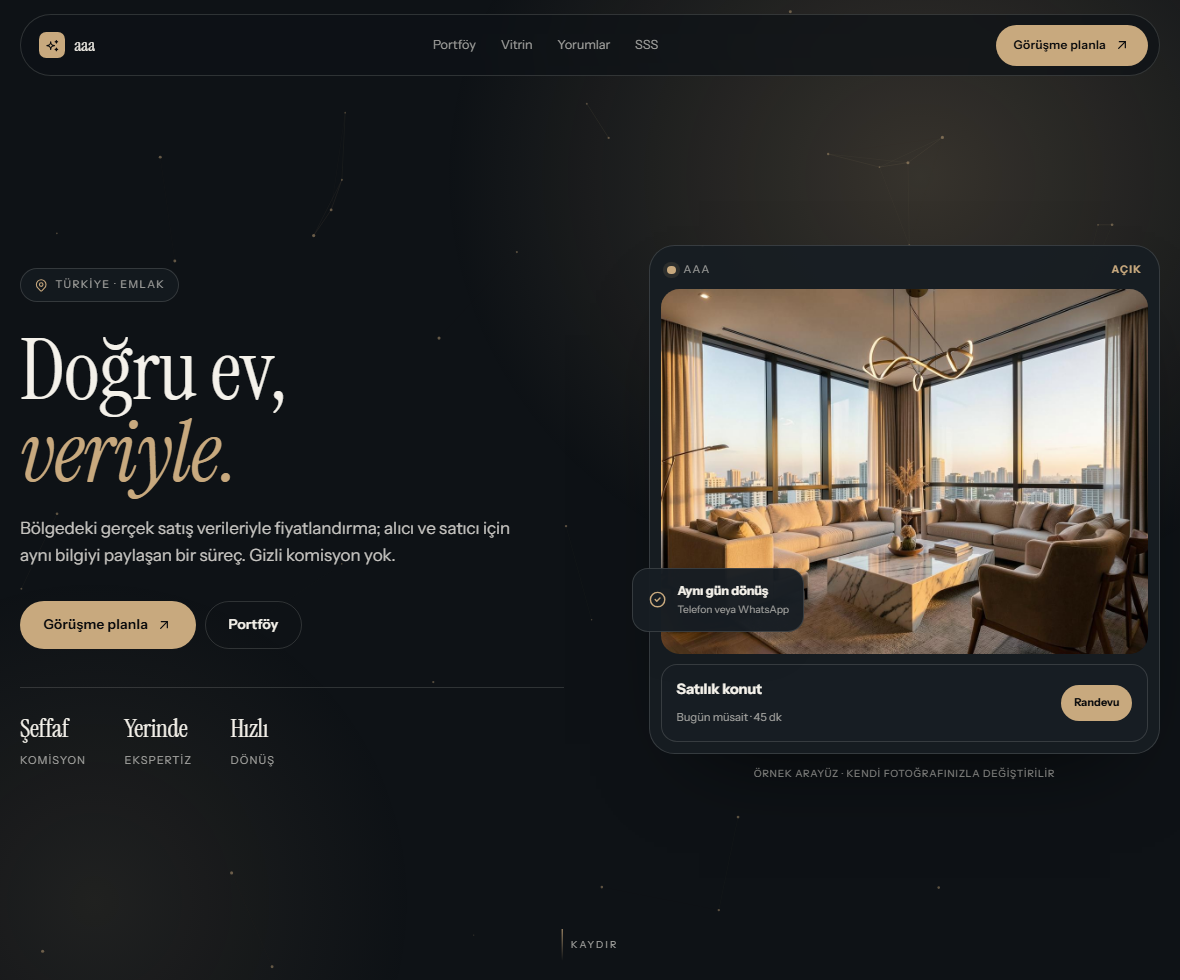 aaa
Portföy
Vitrin
Yorumlar
SSS
Görüşme planla
TÜRKİYE · EMLAK
Doğru ev,
veriyle.
Bölgedeki gerçek satış verileriyle fiyatlandırma; alıcı ve satıcı için
aynı bilgiyi paylaşan bir süreç. Gizli komisyon yok.
Görüşme planla
Portföy
Şeffaf
KOMİSYON
Yerinde
EKSPERTİZ
Hızlı
DÖNÜŞ
AAA
AÇIK
Aynı gün dönüş
Telefon veya WhatsApp
Satılık konut
Bugün müsait · 45 dk
Randevu
ÖRNEK ARAYÜZ · KENDİ FOTOĞRAFINIZLA DEĞİŞTİRİLİR
KAYDIR